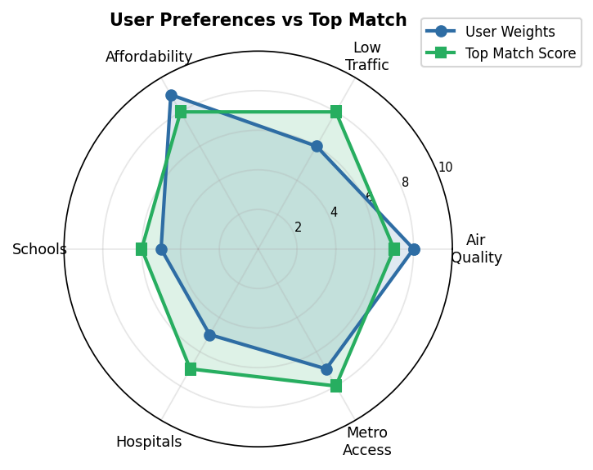 User Preferences vs Top Match
User Weights
Top Match Score
Affordability
Low
Traffic
10
8
6
4
2
Schools
Air
Quality
Hospitals
Metro
Access